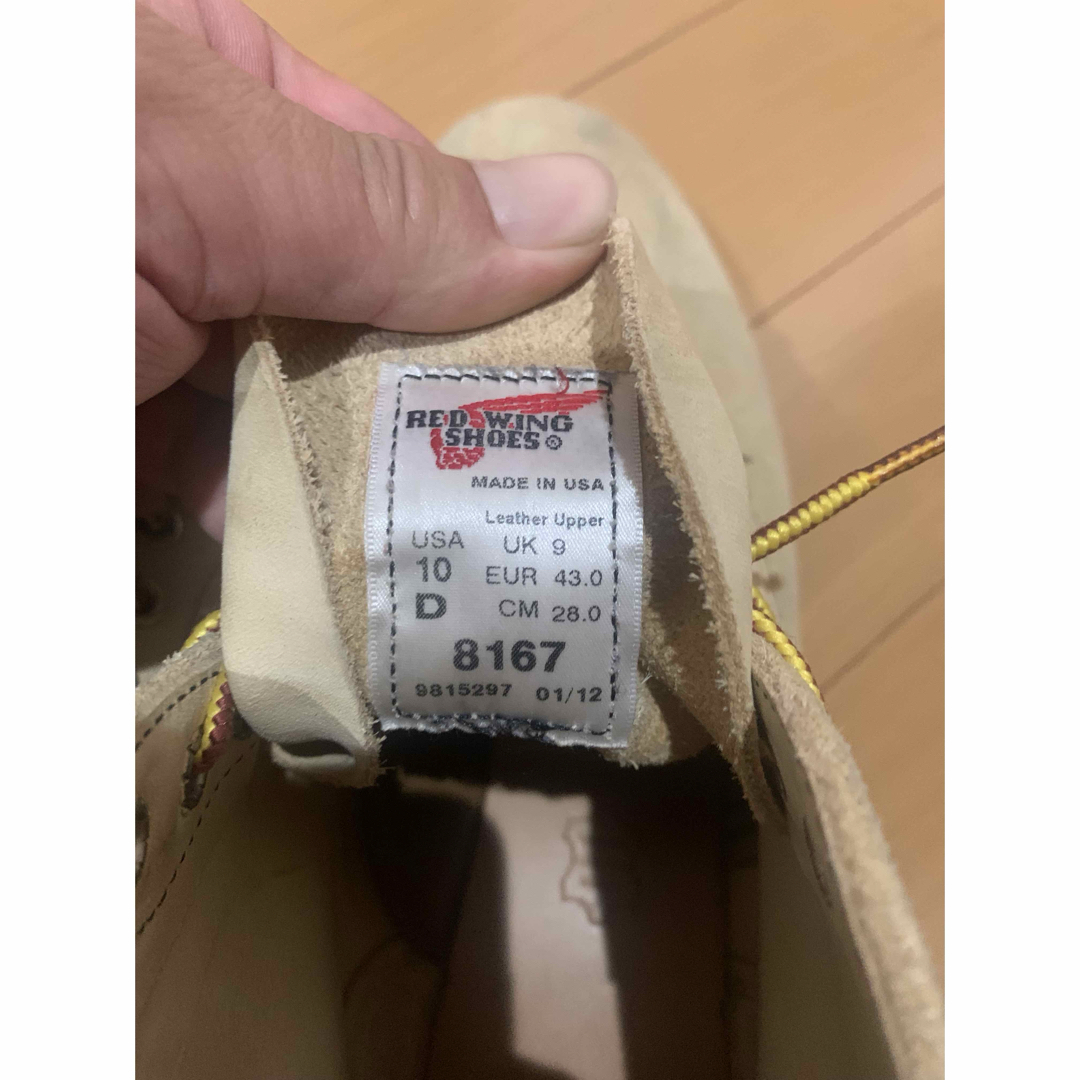 RED WING
SHOES®
MADE IN USA
Leather Upper
USA UK 9
10 EUR 43.0
D CM 28.0
8167
9815297 01/12